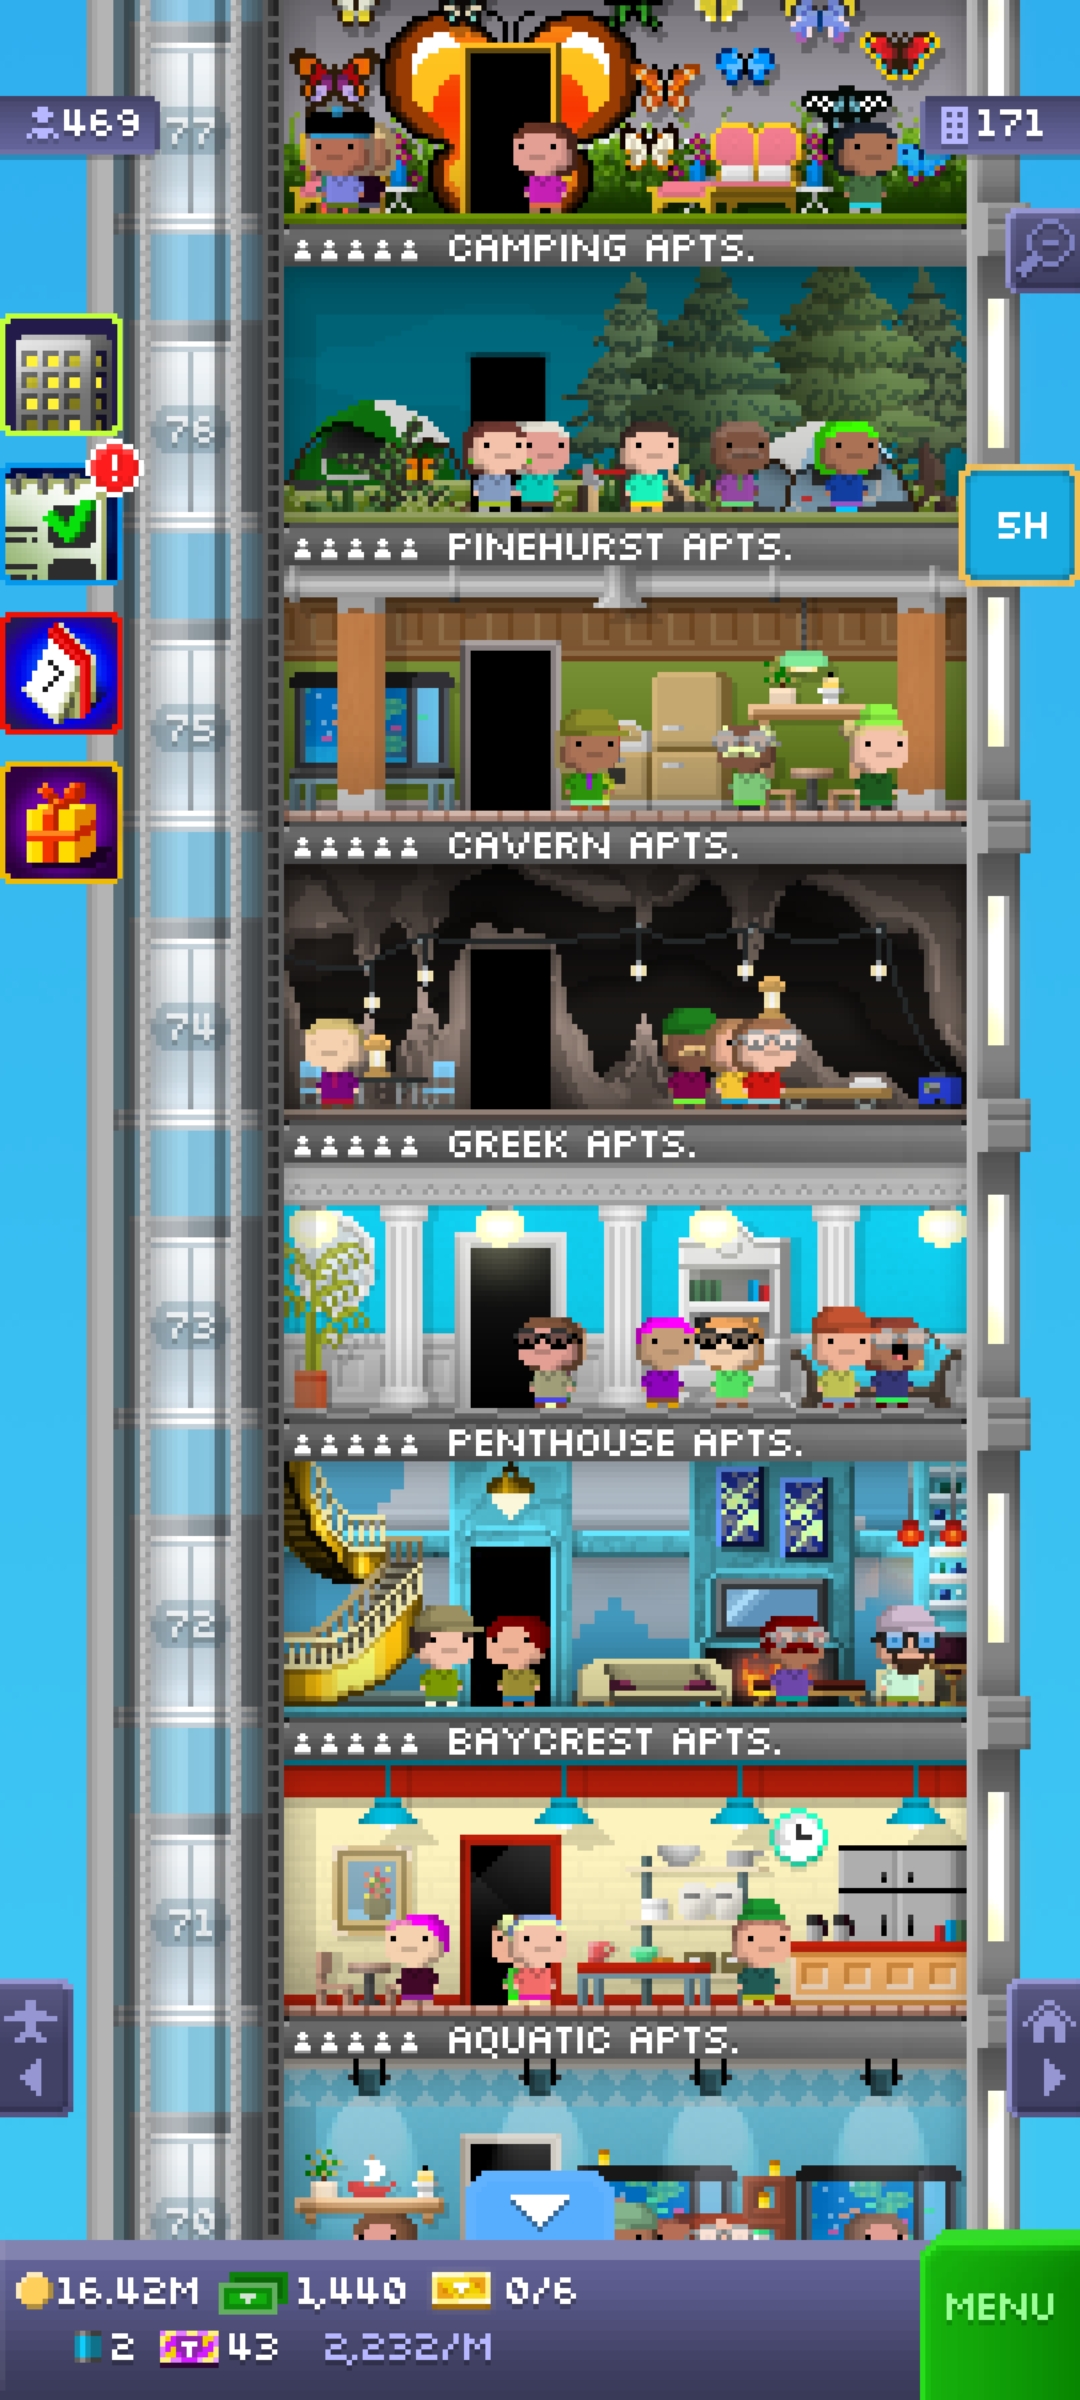 469
77
171
CAMPING APTS.
76
PINEHURST APTS.
5H
75
7
CAVERN APTS.
74
GREEK APTS.
73
PENTHOUSE APTS.
72
BAYCREST APTS.
71
AQUATIC APTS.
70
16.42M 1,440 0/6
MENU
2 T 43 2,232/M